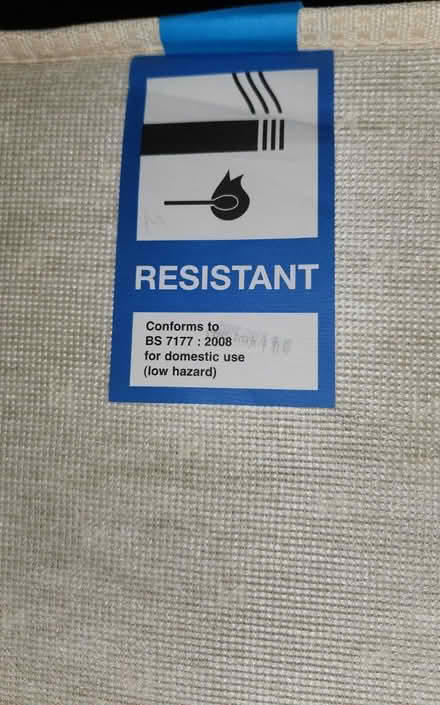 RESISTANT
Conforms to
BS 7177 : 2008
for domestic use
(low hazard)